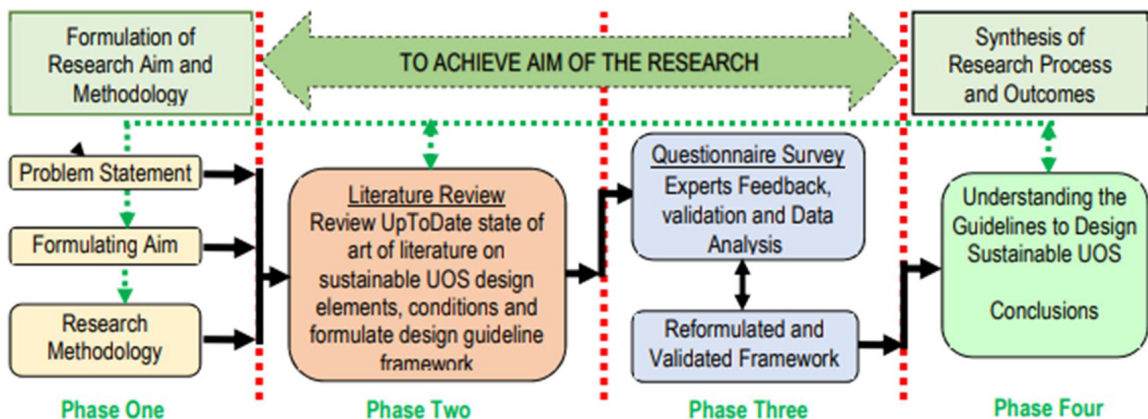 Formulation of
Research Aim and
Methodology
TO ACHIEVE AIM OF THE RESEARCH
Synthesis of
Research Process
and Outcomes
Problem Statement
Formulating Aim
Research
Methodology
Literature Review
Review UpToDate state of
art of literature on
sustainable UOS design
elements, conditions and
formulate design guideline
framework
Questionnaire Survey
Experts Feedback,
validation and Data
Analysis
Reformulated and
Validated Framework
Understanding the
Guidelines to Design
Sustainable UOS
Conclusions
Phase One
Phase Two
Phase Three
Phase Four